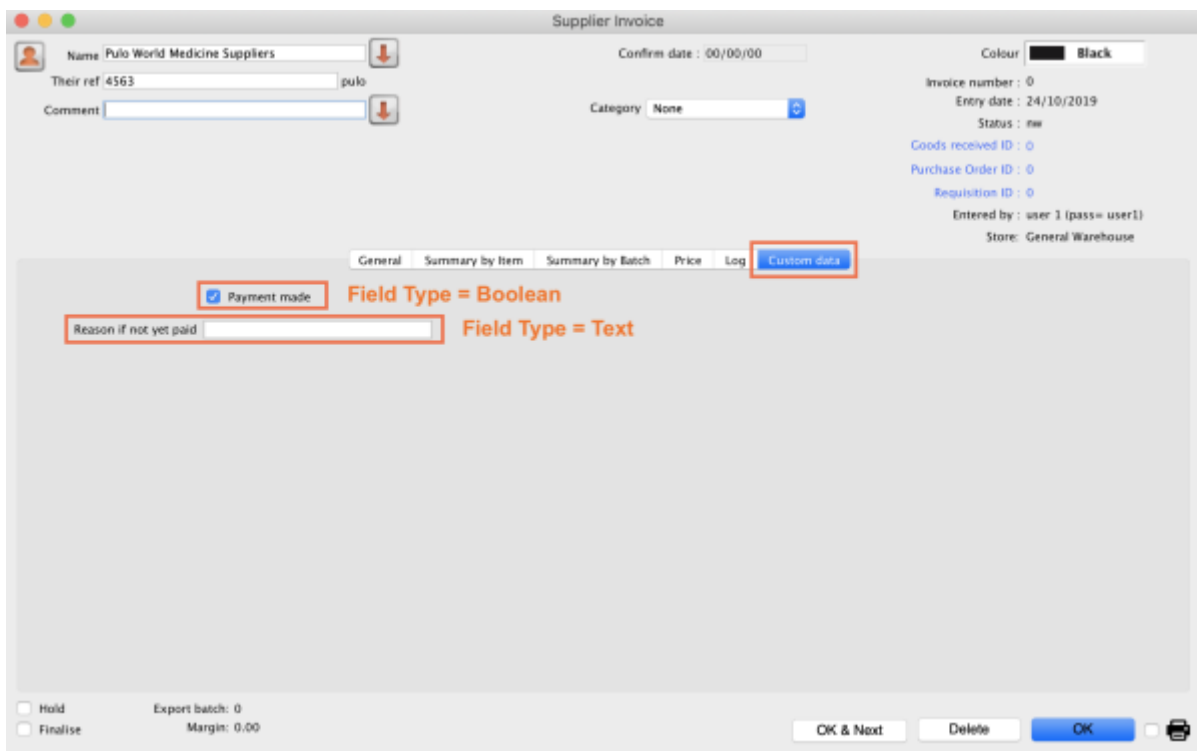 Supplier Invoice
Name Pulo World Medicine Suppliers
Confirm date : 00/00/00
Colour Black
Their ref 4563 pulo
Invoice number : 0
Comment
Category None
Entry date : 24/10/2019
Status : nw
Goods received ID : 0
Purchase Order ID : 0
Requisition ID : 0
Entered by : user 1 (pass= user1)
Store: General Warehouse
General Summary by Item Summary by Batch Price Log Custom data
Payment made Field Type = Boolean
Reason if not yet paid Field Type = Text
Hold Export batch: 0
Finalise Margin: 0.00
OK & Next Delete OK